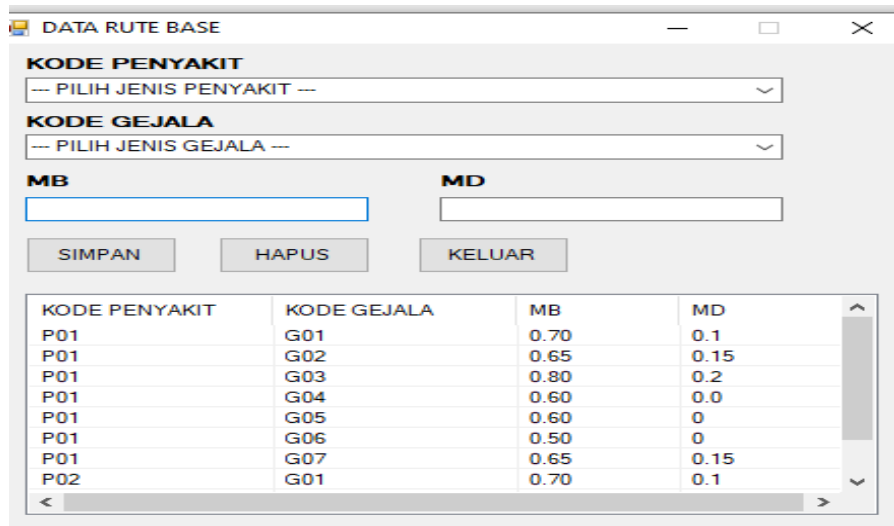 DATA RUTE BASE
KODE PENYAKIT
--- PILIH JENIS PENYAKIT ---
KODE GEJALA
--- PILIH JENIS GEJALA ---
MB MD
SIMPAN HAPUS KELUAR
KODE PENYAKIT KODE GEJALA MB MD
P01 G01 0.70 0.1
P01 G02 0.65 0.15
P01 G03 0.80 0.2
P01 G04 0.60 0.0
P01 G05 0.60 0
P01 G06 0.50 0
P01 G07 0.65 0.15
P02 G01 0.70 0.1